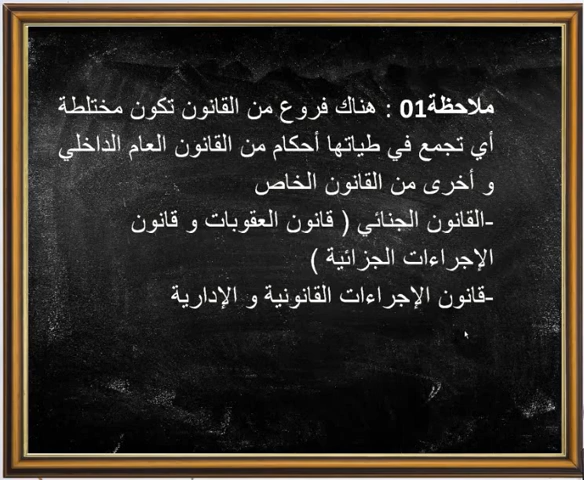 ملاحظة01 : هناك فروع من القانون تكون مختلطة
أي تجمع في طياتها أحكام من القانون العام الداخلي
و أخرى من القانون الخاص
-القانون الجنائي ( قانون العقوبات و قانون
الإجراءات الجزائية )
-قانون الإجراءات القانونية و الإدارية